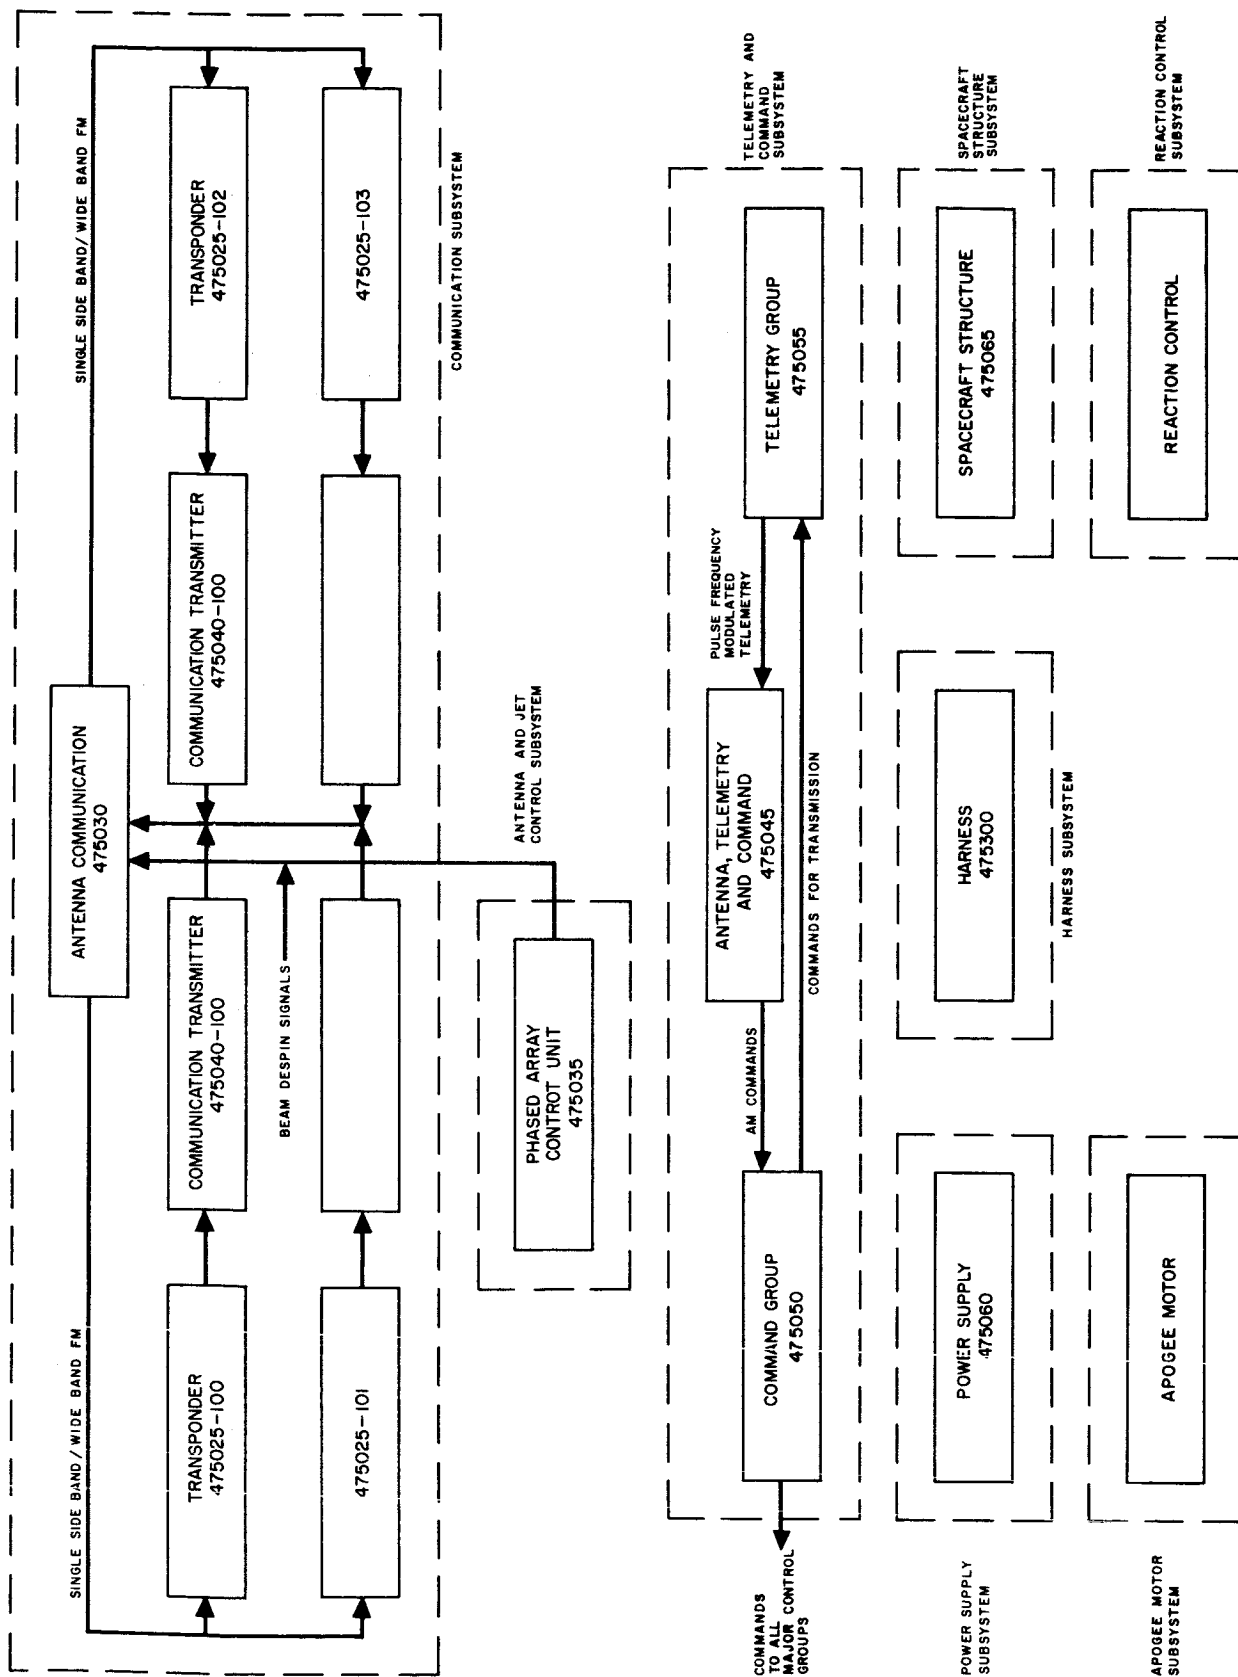 SINGLE SIDE BAND/WIDE BAND FM
SINGLE SIDE BAND/WIDE BAND FM
ANTENNA COMMUNICATION
475030
TRANSPONDER
475025-100
COMMUNICATION TRANSMITTER
475040-100
COMMUNICATION TRANSMITTER
475040-100
TRANSPONDER
475025-102
BEAM DESPIN SIGNALS
475025-101
475025-103
COMMUNICATION SUBSYSTEM
PHASED ARRAY
CONTROT UNIT
475035
ANTENNA AND JET
CONTROL SUBSYSTEM
TELEMETRY AND
COMMAND
SUBSYSTEM
COMMANDS
TO ALL
MAJOR CONTROL
GROUPS
COMMAND GROUP
475050
AM COMMANDS
ANTENNA, TELEMETRY
AND COMMAND
475045
PULSE FREQUENCY
MODULATED
TELEMETRY
TELEMETRY GROUP
475055
COMMANDS FOR TRANSMISSION
POWER SUPPLY
SUBSYSTEM
POWER SUPPLY
475060
HARNESS
475300
HARNESS SUBSYSTEM
SPACECRAFT STRUCTURE
475065
SPACECRAFT
STRUCTURE
SUBSYSTEM
APOGEE MOTOR
SUBSYSTEM
APOGEE MOTOR
REACTION CONTROL
REACTION CONTROL
SUBSYSTEM